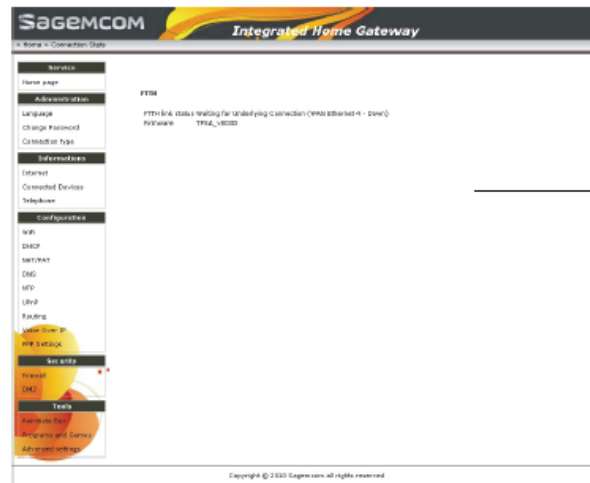 Sagemcom
Integrated Home Gateway
» Home » Connection Stats
Service
Home page
Administration
Language
Change Password
Connection type
Informations
Internet
Connected Devices
Telephone
Configuration
WiFi
DHCP
NAT/PAT
DNS
NTP
UPnP
Routing
Voice Over IP
PPP Settings
Security
Firewall
DMZ
Tools
Reinitiate Box
Programs and Games
Advanced settings
FTTH
FTTH link status Waiting for Underlying Connection (WAN Ethernet 4 - Down)
Firmware
Copyright © 2010 Sagemcom all rights reserved